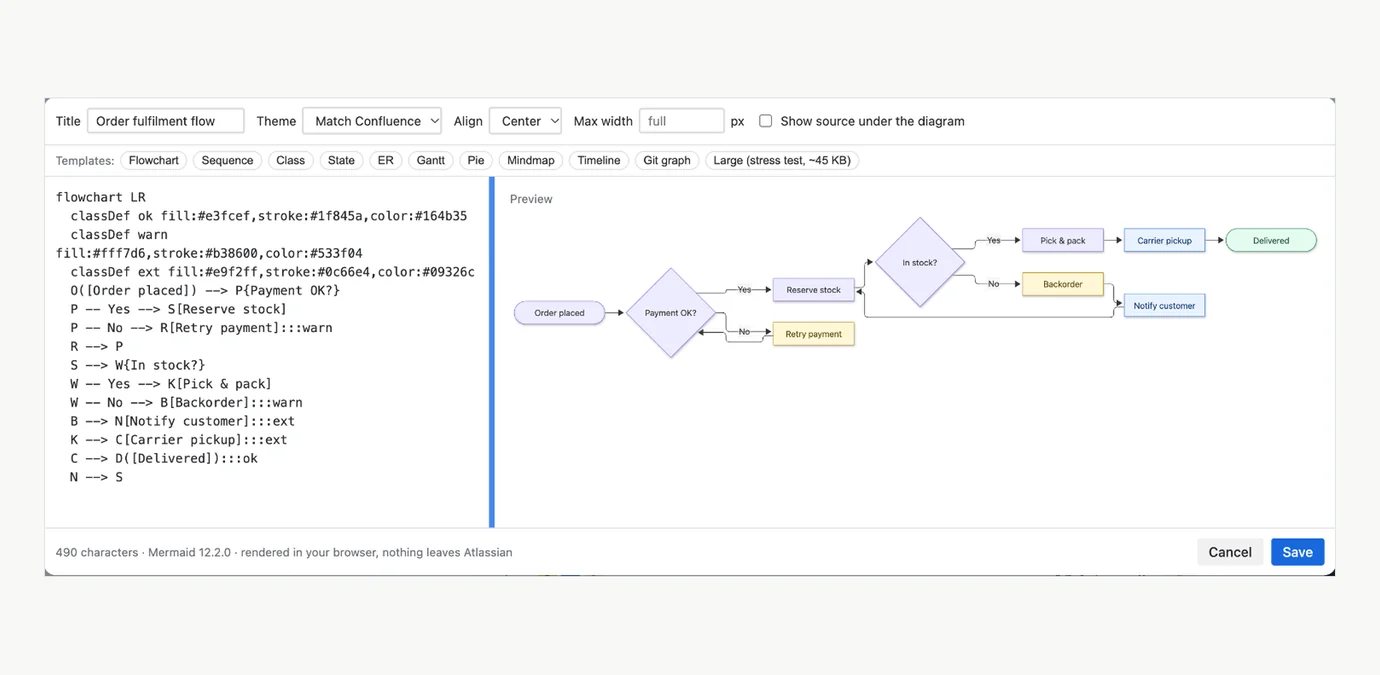 Title Order fulfilment flow Theme Match Confluence Align Center Max width full px Show source under the diagram
Templates: Flowchart Sequence Class State ER Gantt Pie Mindmap Timeline Git graph Large (stress test, ~45 KB)
flowchart LR
classDef ok fill:#e3fcef,stroke:#1f845a,color:#164b35
classDef warn
fill:#fff7d6,stroke:#b38600,color:#533f04
classDef ext fill:#e9f2ff,stroke:#0c66e4,color:#09326c
O([Order placed]) --> P{Payment OK?}
P -- Yes --> S[Reserve stock]
P -- No --> R[Retry payment]:::warn
R --> P
S --> W{In stock?}
W -- Yes --> K[Pick & pack]
W -- No --> B[Backorder]:::warn
B --> N[Notify customer]:::ext
K --> C[Carrier pickup]:::ext
C --> D([Delivered]):::ok
N --> S
Preview
Order placed
Payment OK?
Yes
Reserve stock
No
Retry payment
In stock?
Yes
Pick & pack
Carrier pickup
Delivered
No
Backorder
Notify customer
490 characters · Mermaid 12.2.0 · rendered in your browser, nothing leaves Atlassian
Cancel Save